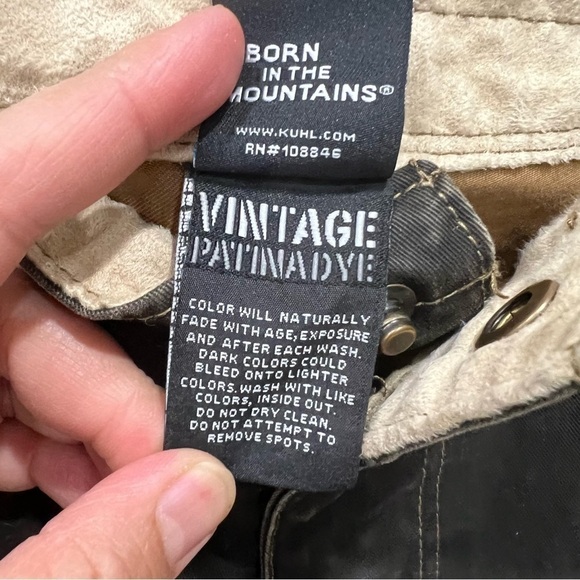 BORN
IN THE
MOUNTAINS®
WWW.KUHL.COM
RN#108846
VINTAGE
PATINADYE
COLOR WILL NATURALLY
FADE WITH AGE, EXPOSURE
AND AFTER EACH WASH.
DARK COLORS COULD
BLEED ONTO LIGHTER
COLORS. WASH WITH LIKE
COLORS, INSIDE OUT.
DO NOT DRY CLEAN.
DO NOT ATTEMPT TO
REMOVE SPOTS.